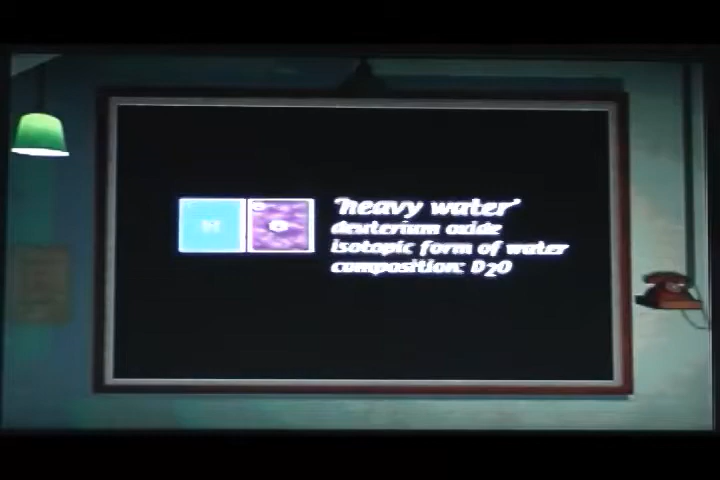 H O
'heavy water'
deuterium oxide
isotopic form of water
composition: D2O